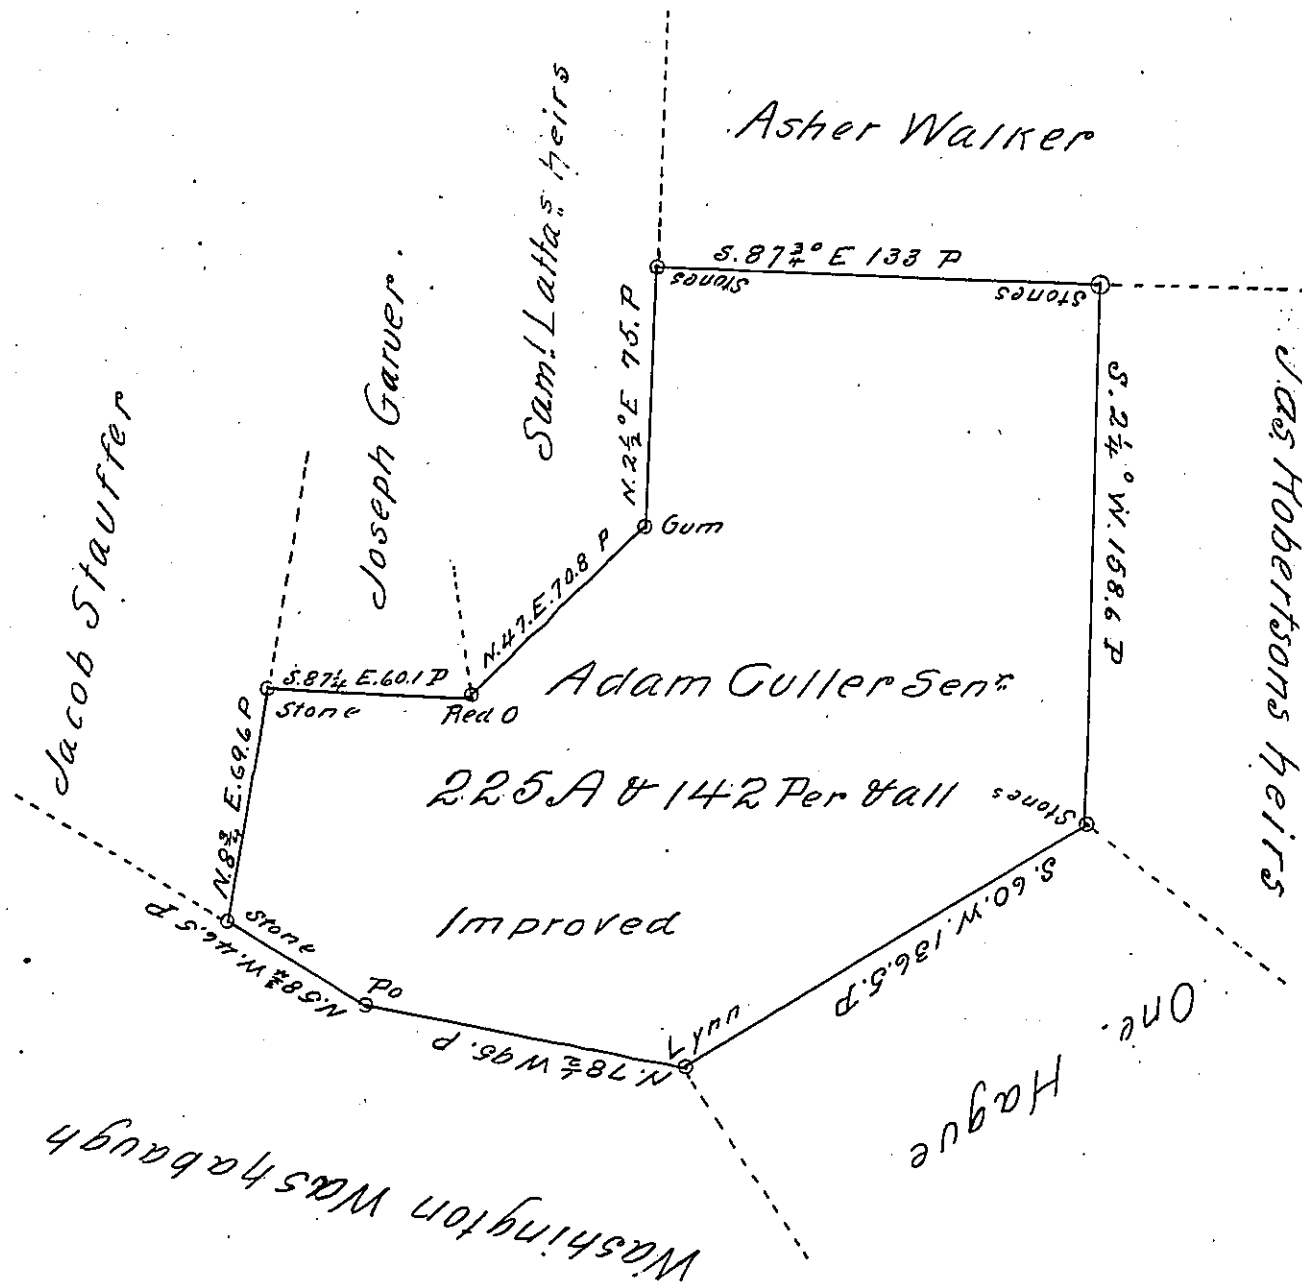 Asher Walker
Sam! Latta's heirs
Joseph Garver.
Jacob Stauffer
S.87¾° E 133 P
Stones
Stones
N.2½° E 75. P
Gum
N.47.E.70.8 P
S.87¼ E.60.1 P
Stone
Red O
N.8¾ E.69.6 P
S.2¼° W.158.6 P
Jas Robertsons heirs
Adam Culler Senr
225 A & 142 Per &all
Improved
Stones
S.60.W.136.5.P
One.
Hague
N.78½ W 95. P
Po
Stone
N.58¾ W.46.5 P
Washington Washabaugh